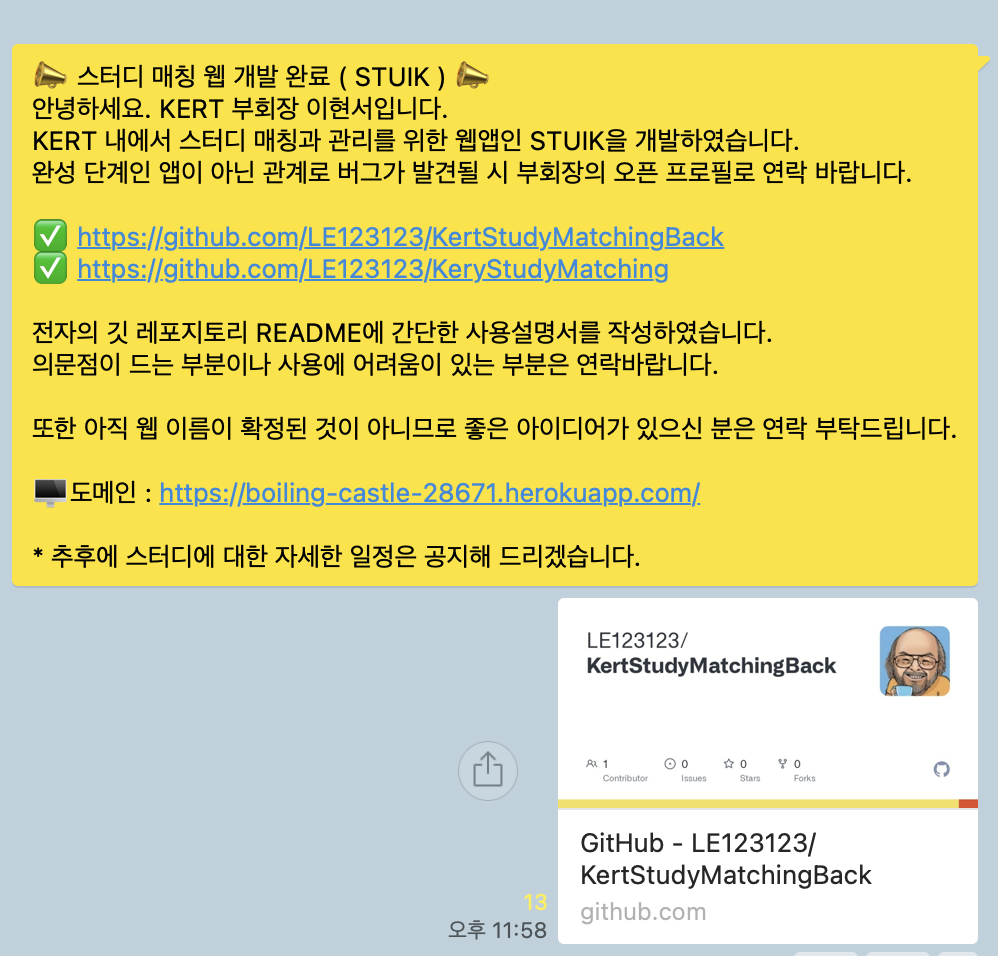 스터디 매칭 웹 개발 완료 ( STUIK )
안녕하세요. KERT 부회장 이현서입니다.
KERT 내에서 스터디 매칭과 관리를 위한 웹앱인 STUIK을 개발하였습니다.
완성 단계인 앱이 아닌 관계로 버그가 발견될 시 부회장의 오픈 프로필로 연락 바랍니다.
https://github.com/LE123123/KertStudyMatchingBack
https://github.com/LE123123/KeryStudyMatching
전자의 깃 레포지토리 README에 간단한 사용설명서를 작성하였습니다.
의문점이 드는 부분이나 사용에 어려움이 있는 부분은 연락바랍니다.
또한 아직 웹 이름이 확정된 것이 아니므로 좋은 아이디어가 있으신 분은 연락 부탁드립니다.
도메인 : https://boiling-castle-28671.herokuapp.com/
* 추후에 스터디에 대한 자세한 일정은 공지해 드리겠습니다.
LE123123/
KertStudyMatchingBack
1 0 0 0
Contributor Issues Stars Forks
GitHub - LE123123/
KertStudyMatchingBack
github.com
13
오후 11:58